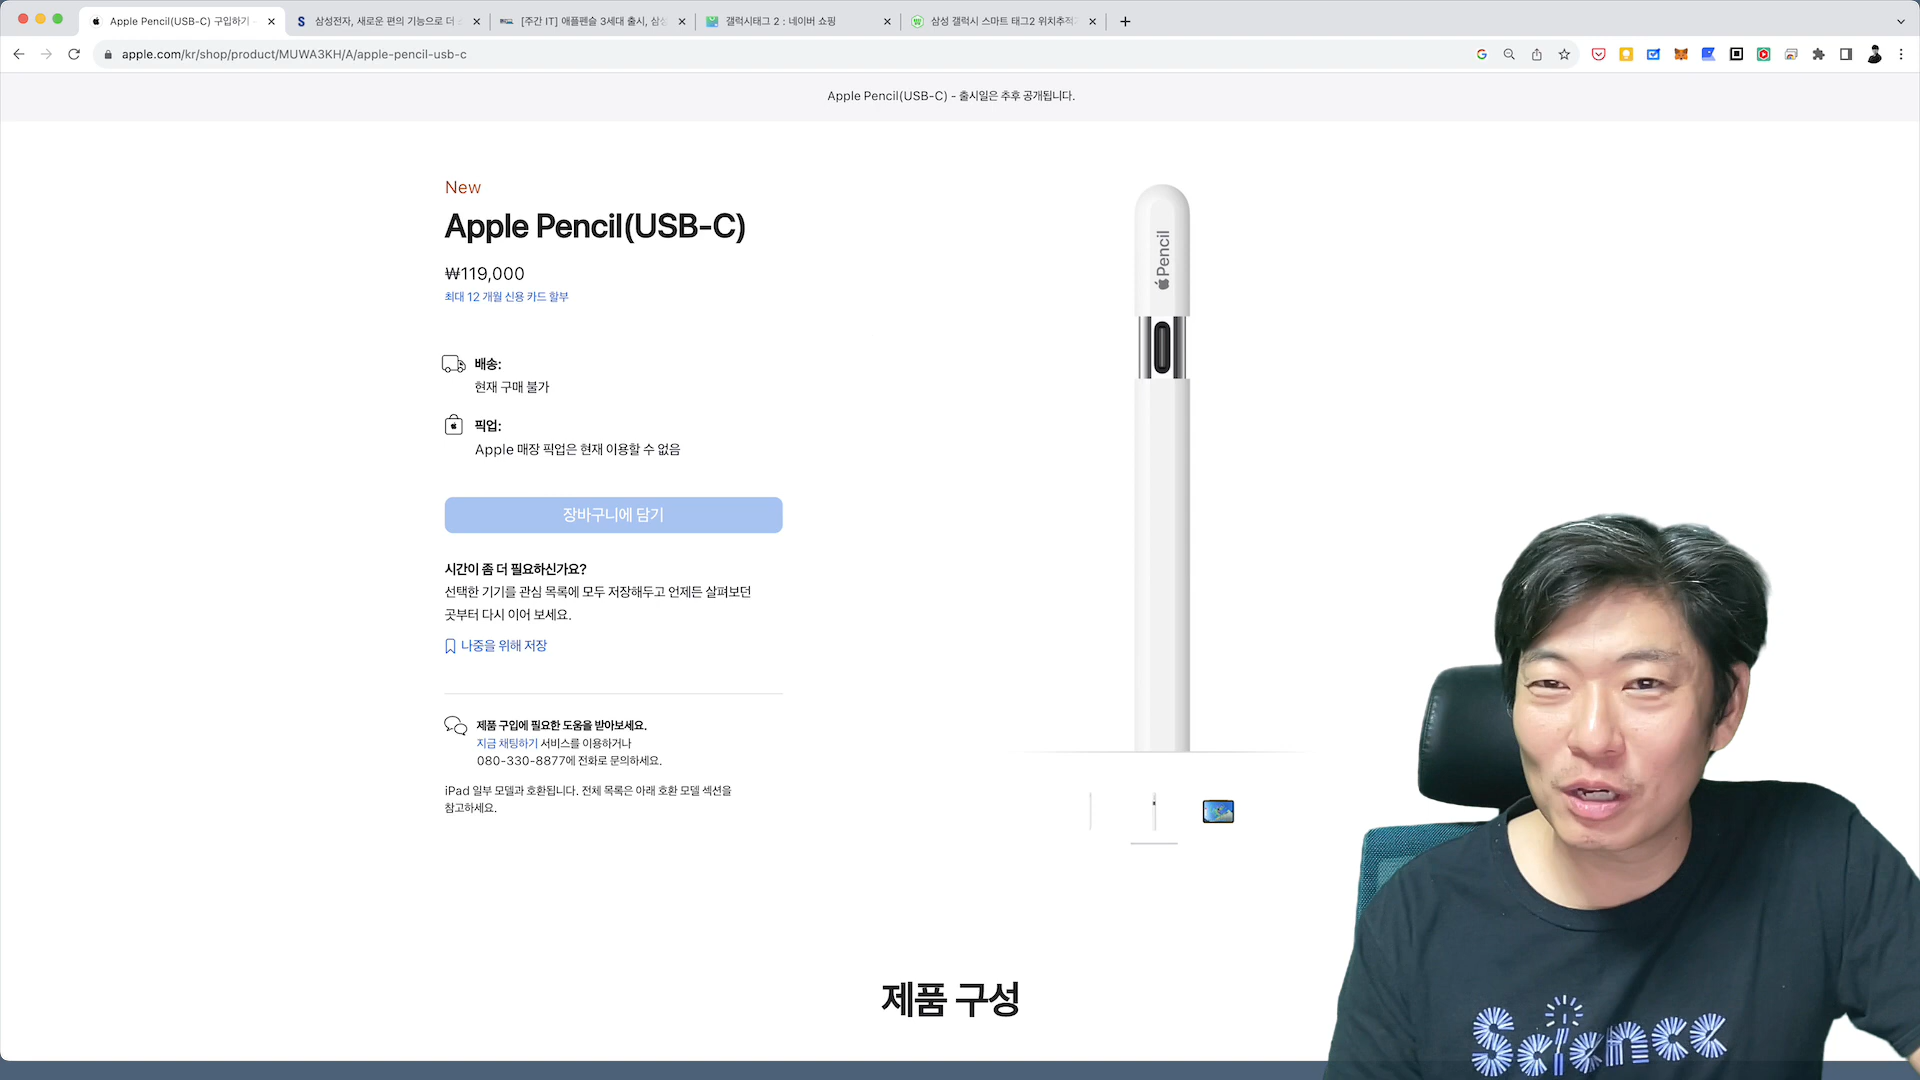 Apple Pencil(USB-C) 구입하기 -
삼성전자, 새로운 편의 기능으로 더
[주간 IT] 애플펜슬 3세대 출시, 삼성
갤럭시태그 2 : 네이버 쇼핑
삼성 갤럭시 스마트 태그2 위치추적
apple.com/kr/shop/product/MUWA3KH/A/apple-pencil-usb-c
Apple Pencil(USB-C) - 출시일은 추후 공개됩니다.
New
Apple Pencil(USB-C)
₩119,000
최대 12 개월 신용 카드 할부
배송:
현재 구매 불가
픽업:
Apple 매장 픽업은 현재 이용할 수 없음
장바구니에 담기
시간이 좀 더 필요하신가요?
선택한 기기를 관심 목록에 모두 저장해두고 언제든 살펴보던
곳부터 다시 이어 보세요.
나중을 위해 저장
제품 구입에 필요한 도움을 받아보세요.
지금 채팅하기 서비스를 이용하거나
080-330-8877에 전화로 문의하세요.
iPad 일부 모델과 호환됩니다. 전체 목록은 아래 호환 모델 섹션을
참고하세요.
Pencil
제품 구성
Science